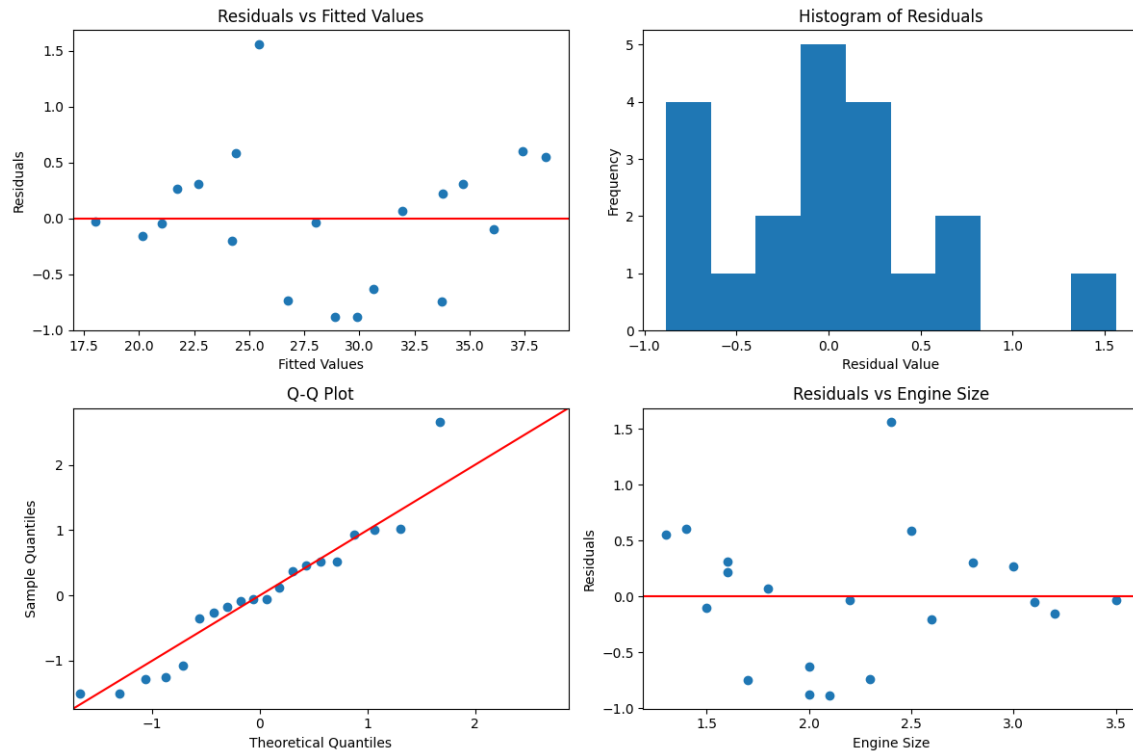 Residuals vs Fitted Values
1.5
1.0
0.5
0.0
−0.5
−1.0
Residuals
17.5 20.0 22.5 25.0 27.5 30.0 32.5 35.0 37.5
Fitted Values
Histogram of Residuals
5
4
3
2
1
0
Frequency
−1.0 −0.5 0.0 0.5 1.0 1.5
Residual Value
Q-Q Plot
2
1
0
−1
Sample Quantiles
−1 0 1 2
Theoretical Quantiles
Residuals vs Engine Size
1.5
1.0
0.5
0.0
−0.5
−1.0
Residuals
1.5 2.0 2.5 3.0 3.5
Engine Size